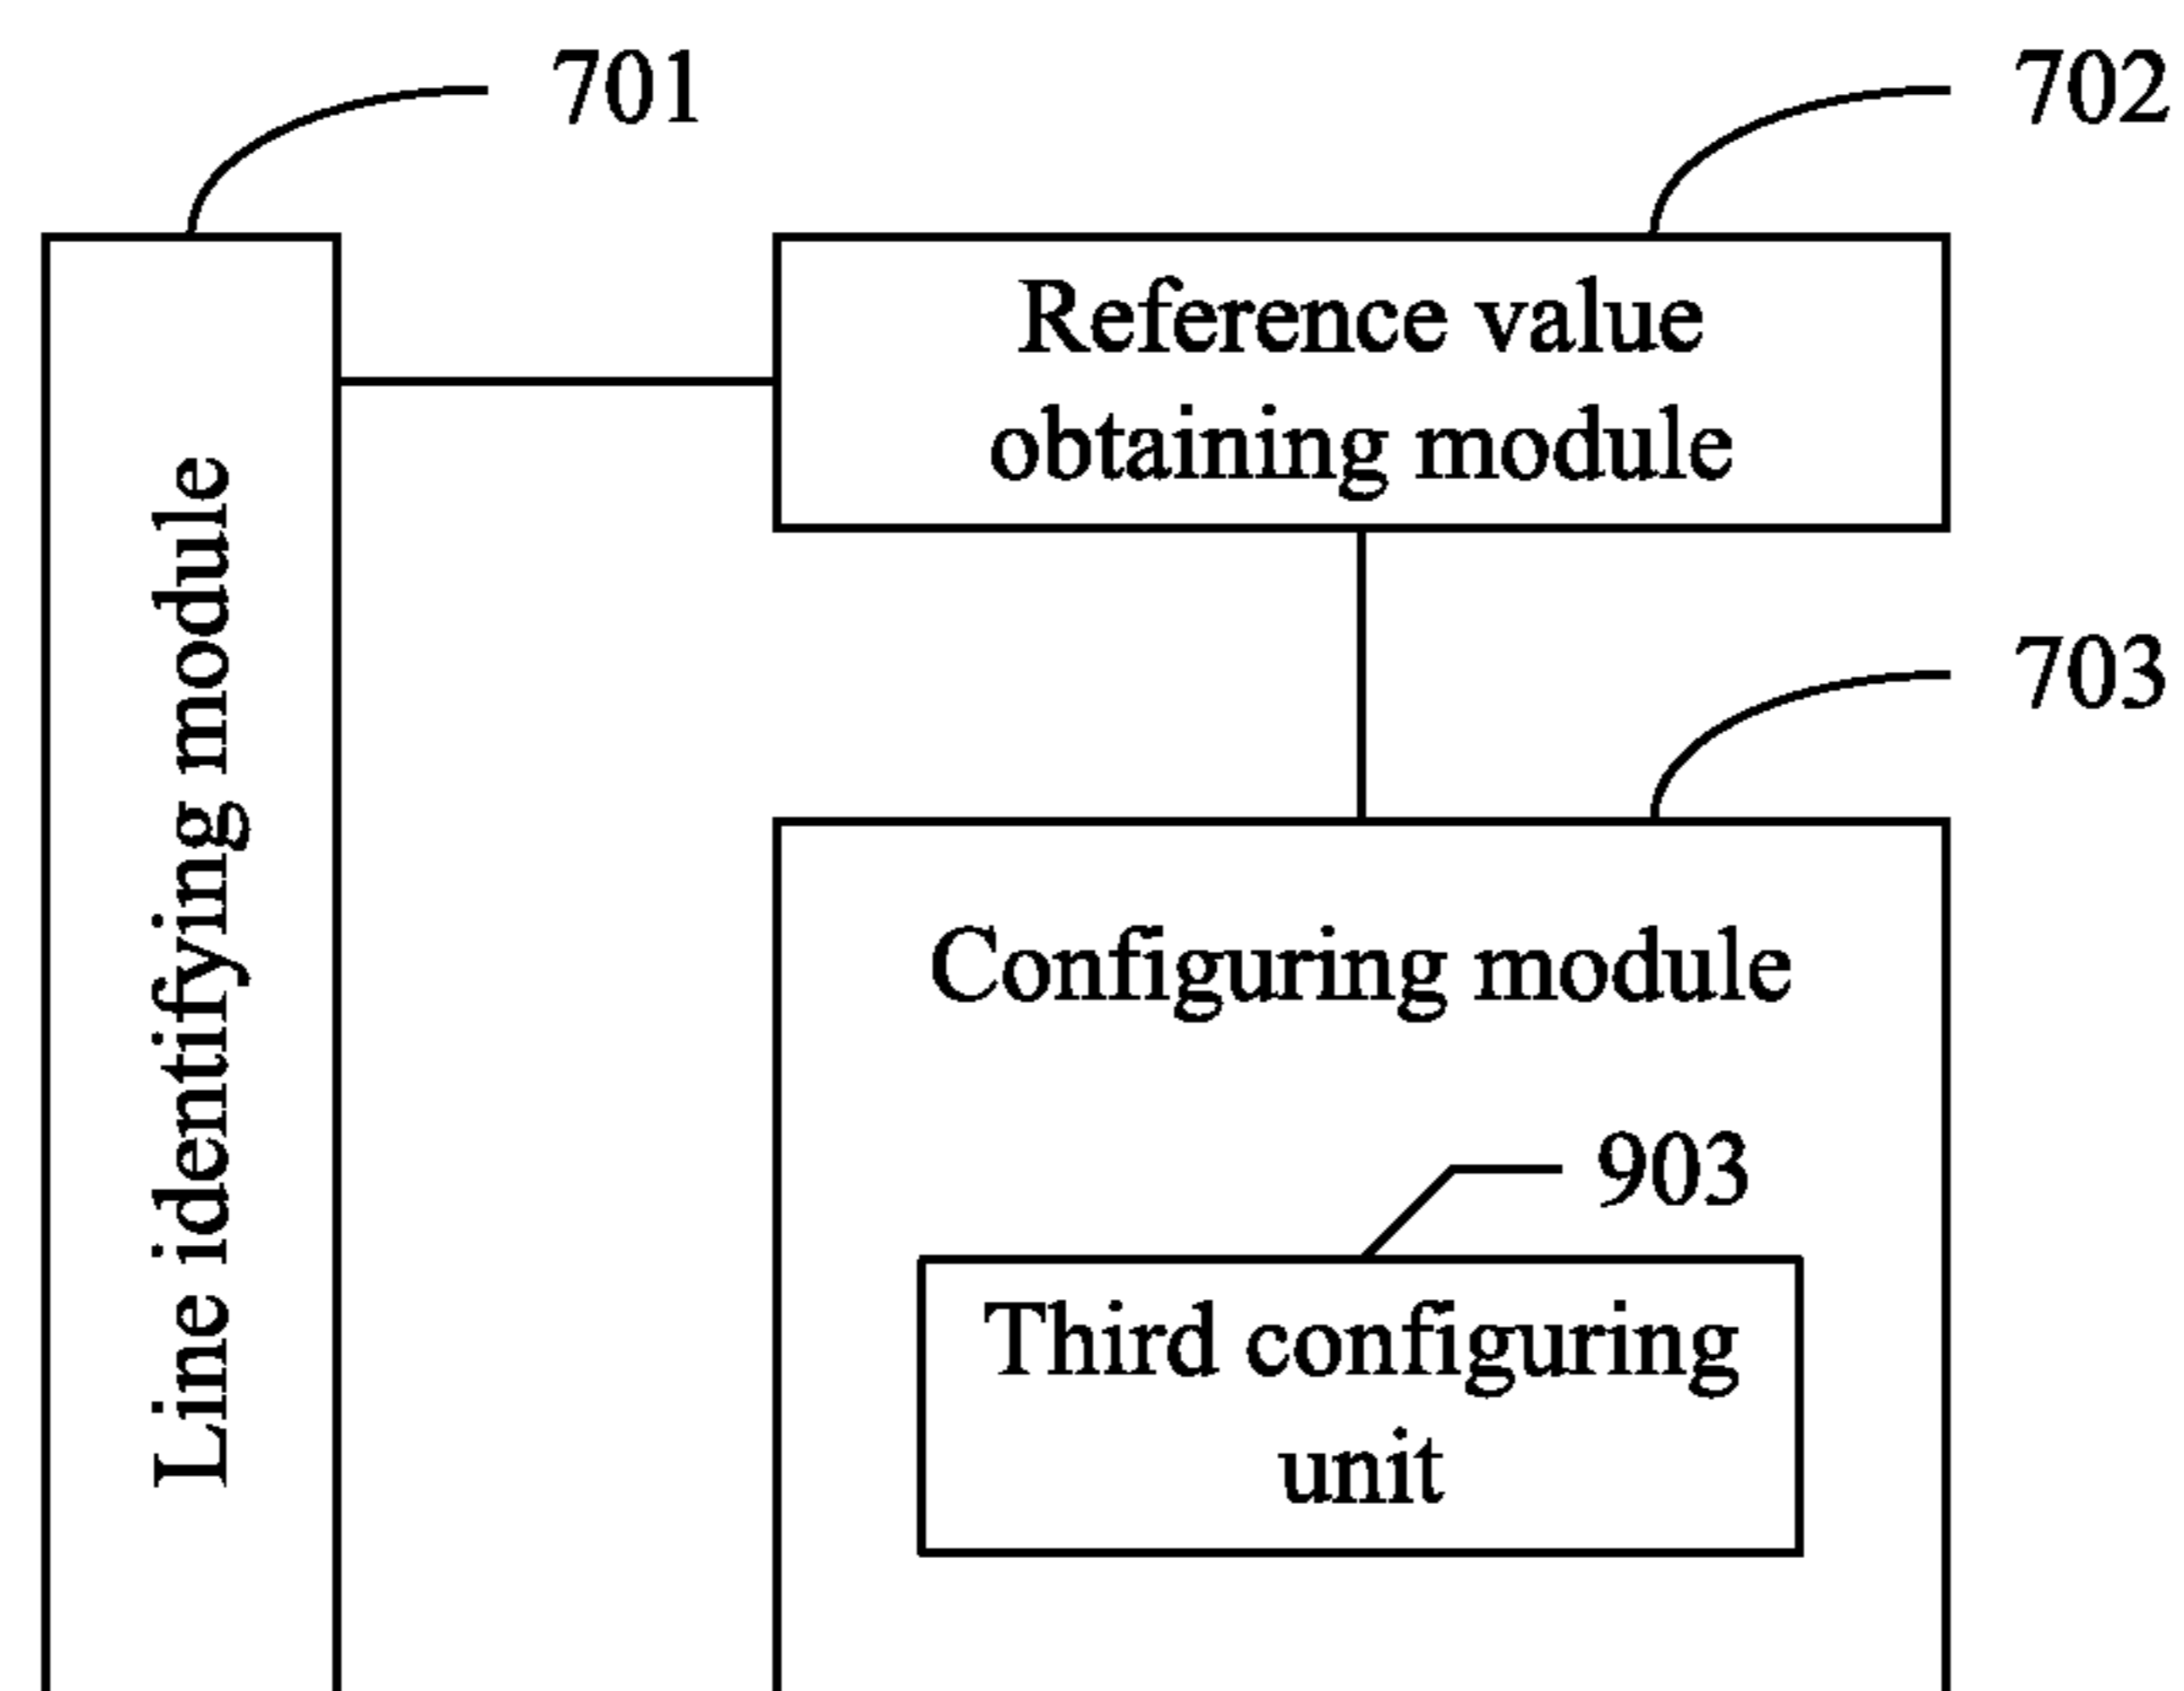 701
702
Reference value
obtaining module
Line identifying module
703
Configuring module
903
Third configuring
unit